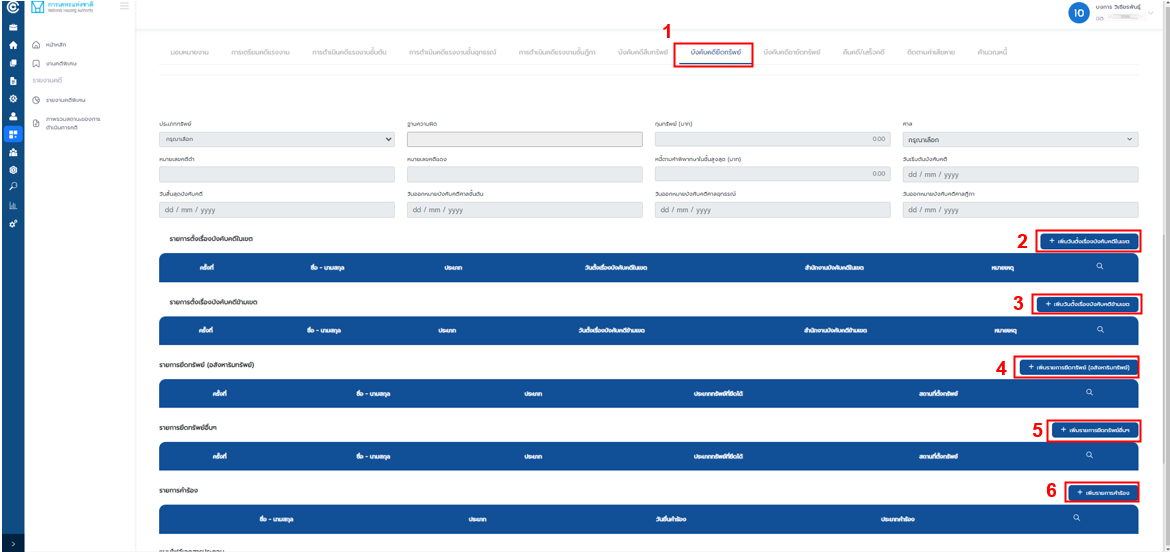 การเคหะแห่งชาติ
National Housing Authority
10
บงการ วิเชียรพันธุ์
1
หน้าหลัก
งานคดีพิเศษ
รายงานคดี
รายงานคดีพิเศษ
ภาพรวมสถานะของการ
ดำเนินการคดี
มอบหมายงาน การเตรียมคดีแรงงาน การดำเนินคดีแรงงานชั้นต้น การดำเนินคดีแรงงานชั้นอุทธรณ์ การดำเนินคดีแรงงานชั้นฎีกา บังคับคดีสืบทรัพย์ บังคับคดียึดทรัพย์ บังคับคดีอายัดทรัพย์ คืนคดี/เสร็จคดี ติดตามค่าเสียหาย คำนวณหนี้
ประเภททรัพย์ ฐานความผิด ทุนทรัพย์ (บาท) ศาล
กรุณาเลือก 0.00 กรุณาเลือก
หมายเลขคดีดำ หมายเลขคดีแดง หนี้ตามคำพิพากษาในชั้นสูงสุด (บาท) วันเริ่มต้นบังคับคดี
0.00 dd / mm / yyyy
วันสิ้นสุดบังคับคดี วันออกหมายบังคับคดีศาลชั้นต้น วันออกหมายบังคับคดีศาลอุทธรณ์ วันออกหมายบังคับคดีศาลฎีกา
dd / mm / yyyy dd / mm / yyyy dd / mm / yyyy dd / mm / yyyy
รายการตั้งเรื่องบังคับคดีในเขต 2 + เพิ่มวันตั้งเรื่องบังคับคดีในเขต
ครั้งที่ ชื่อ - นามสกุล ประเภท วันตั้งเรื่องบังคับคดีในเขต สำนักงานบังคับคดีในเขต หมายเหตุ
รายการตั้งเรื่องบังคับคดีข้ามเขต 3 + เพิ่มวันตั้งเรื่องบังคับคดีข้ามเขต
ครั้งที่ ชื่อ - นามสกุล ประเภท วันตั้งเรื่องบังคับคดีข้ามเขต สำนักงานบังคับคดีข้ามเขต หมายเหตุ
รายการยึดทรัพย์ (อสังหาริมทรัพย์) 4 + เพิ่มรายการยึดทรัพย์ (อสังหาริมทรัพย์)
ครั้งที่ ชื่อ - นามสกุล ประเภท ประเภททรัพย์ที่ยึดได้ สถานที่ตั้งทรัพย์
รายการยึดทรัพย์อื่นๆ 5 + เพิ่มรายการยึดทรัพย์อื่นๆ
ครั้งที่ ชื่อ - นามสกุล ประเภท ประเภททรัพย์ที่ยึดได้ สถานที่ตั้งทรัพย์
รายการคำร้อง 6 + เพิ่มรายการคำร้อง
ชื่อ - นามสกุล ประเภท วันยื่นคำร้อง ประเภทคำร้อง